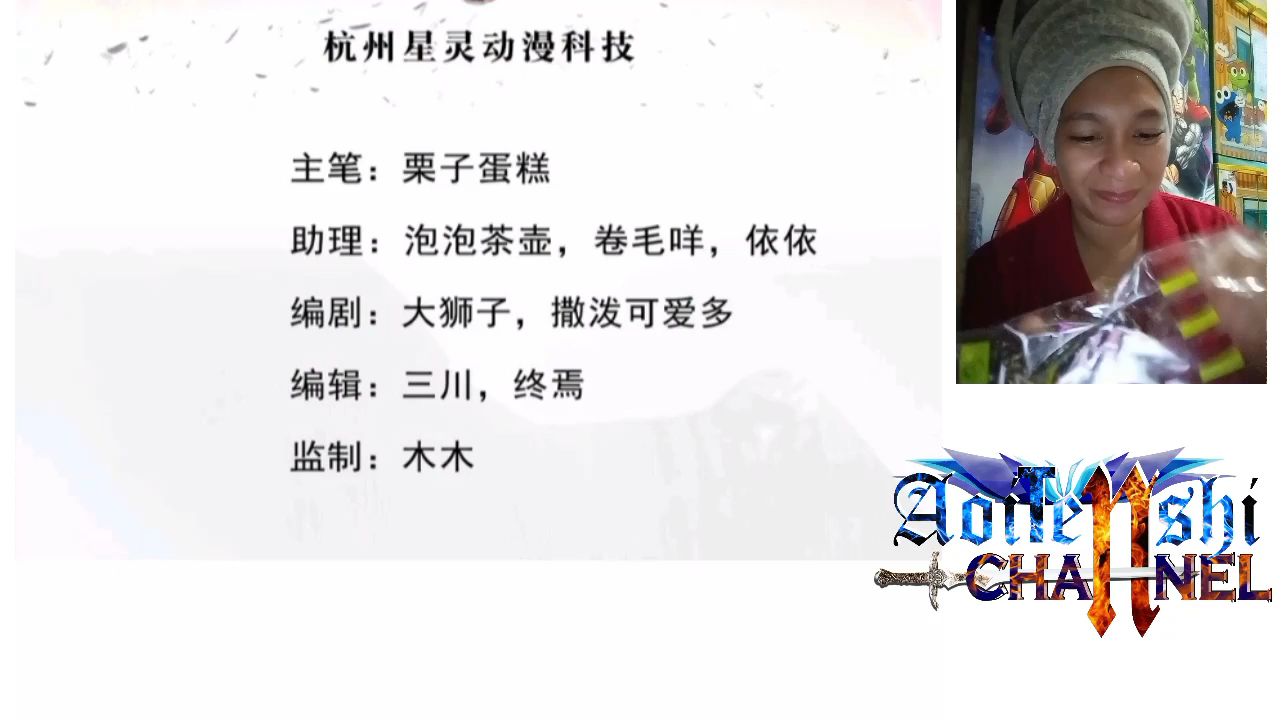 杭州星灵动漫科技
主笔：栗子蛋糕
助理：泡泡茶壶，卷毛咩，依依
编剧：大狮子，撒泼可爱多
编辑：三川，终焉
监制：木木
AoiTenshi
CHANNEL